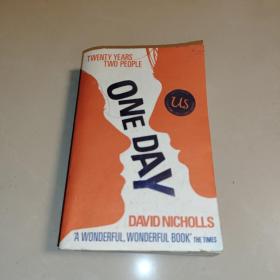 TWENTY YEARS
TWO PEOPLE
ONE DAY
us
DAVID NICHOLLS
'A WONDERFUL, WONDERFUL BOOK' THE TIMES